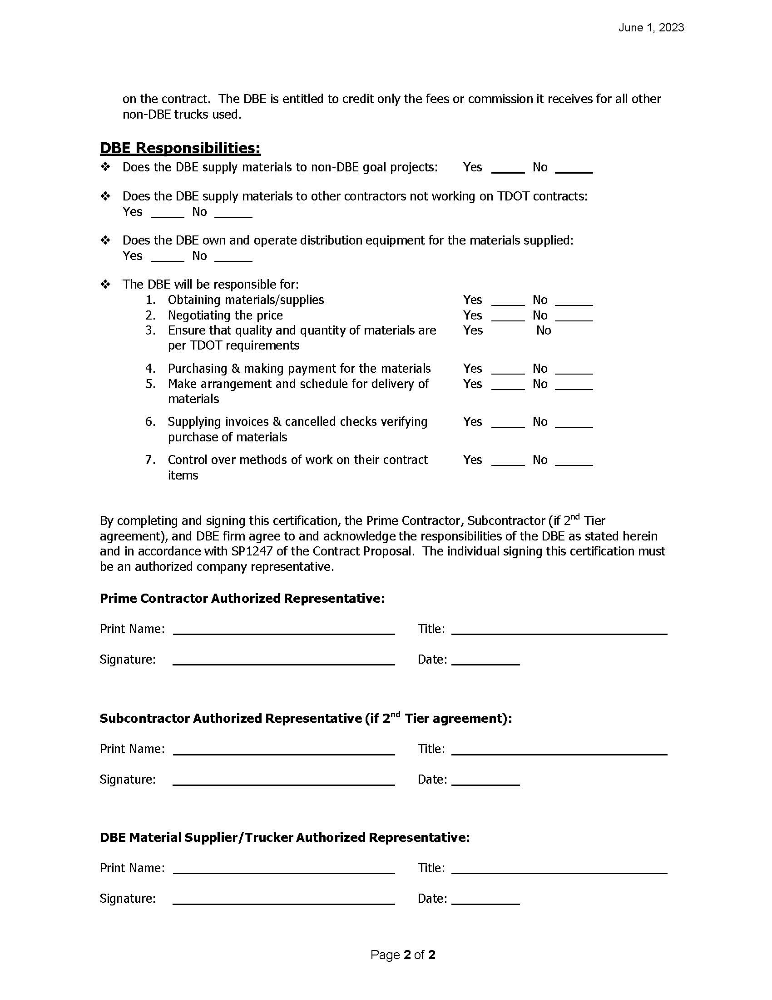 June 1, 2023
on the contract.  The DBE is entitled to credit only the fees or commission it receives for all other
non-DBE trucks used.
DBE Responsibilities:
❖ Does the DBE supply materials to non-DBE goal projects: Yes _____ No ______
❖ Does the DBE supply materials to other contractors not working on TDOT contracts:
Yes _____ No ______
❖ Does the DBE own and operate distribution equipment for the materials supplied:
Yes _____ No ______
❖ The DBE will be responsible for:
1. Obtaining materials/supplies Yes _____ No ______
2. Negotiating the price Yes _____ No ______
3. Ensure that quality and quantity of materials are Yes No
per TDOT requirements
4. Purchasing & making payment for the materials Yes _____ No ______
5. Make arrangement and schedule for delivery of Yes _____ No ______
materials
6. Supplying invoices & cancelled checks verifying Yes _____ No ______
purchase of materials
7. Control over methods of work on their contract Yes _____ No ______
items
By completing and signing this certification, the Prime Contractor, Subcontractor (if 2nd Tier
agreement), and DBE firm agree to and acknowledge the responsibilities of the DBE as stated herein
and in accordance with SP1247 of the Contract Proposal.  The individual signing this certification must
be an authorized company representative.
Prime Contractor Authorized Representative:
Print Name: ______________________ Title: ______________________
Signature: ______________________ Date: __________
Subcontractor Authorized Representative (if 2nd Tier agreement):
Print Name: ______________________ Title: ______________________
Signature: ______________________ Date: __________
DBE Material Supplier/Trucker Authorized Representative:
Print Name: ______________________ Title: ______________________
Signature: ______________________ Date: __________
Page 2 of 2